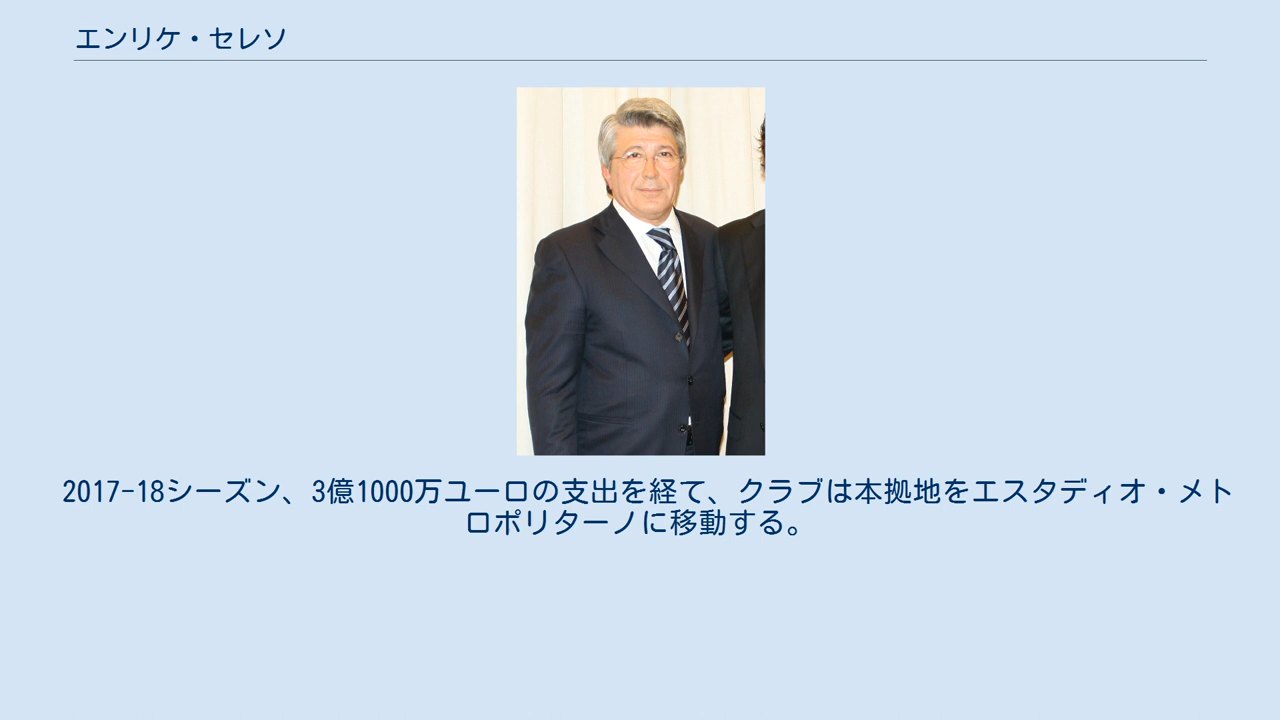 エンリケ・セレソ
2017-18シーズン、3億1000万ユーロの支出を経て、クラブは本拠地をエスタディオ・メト
ロポリターノに移動する。